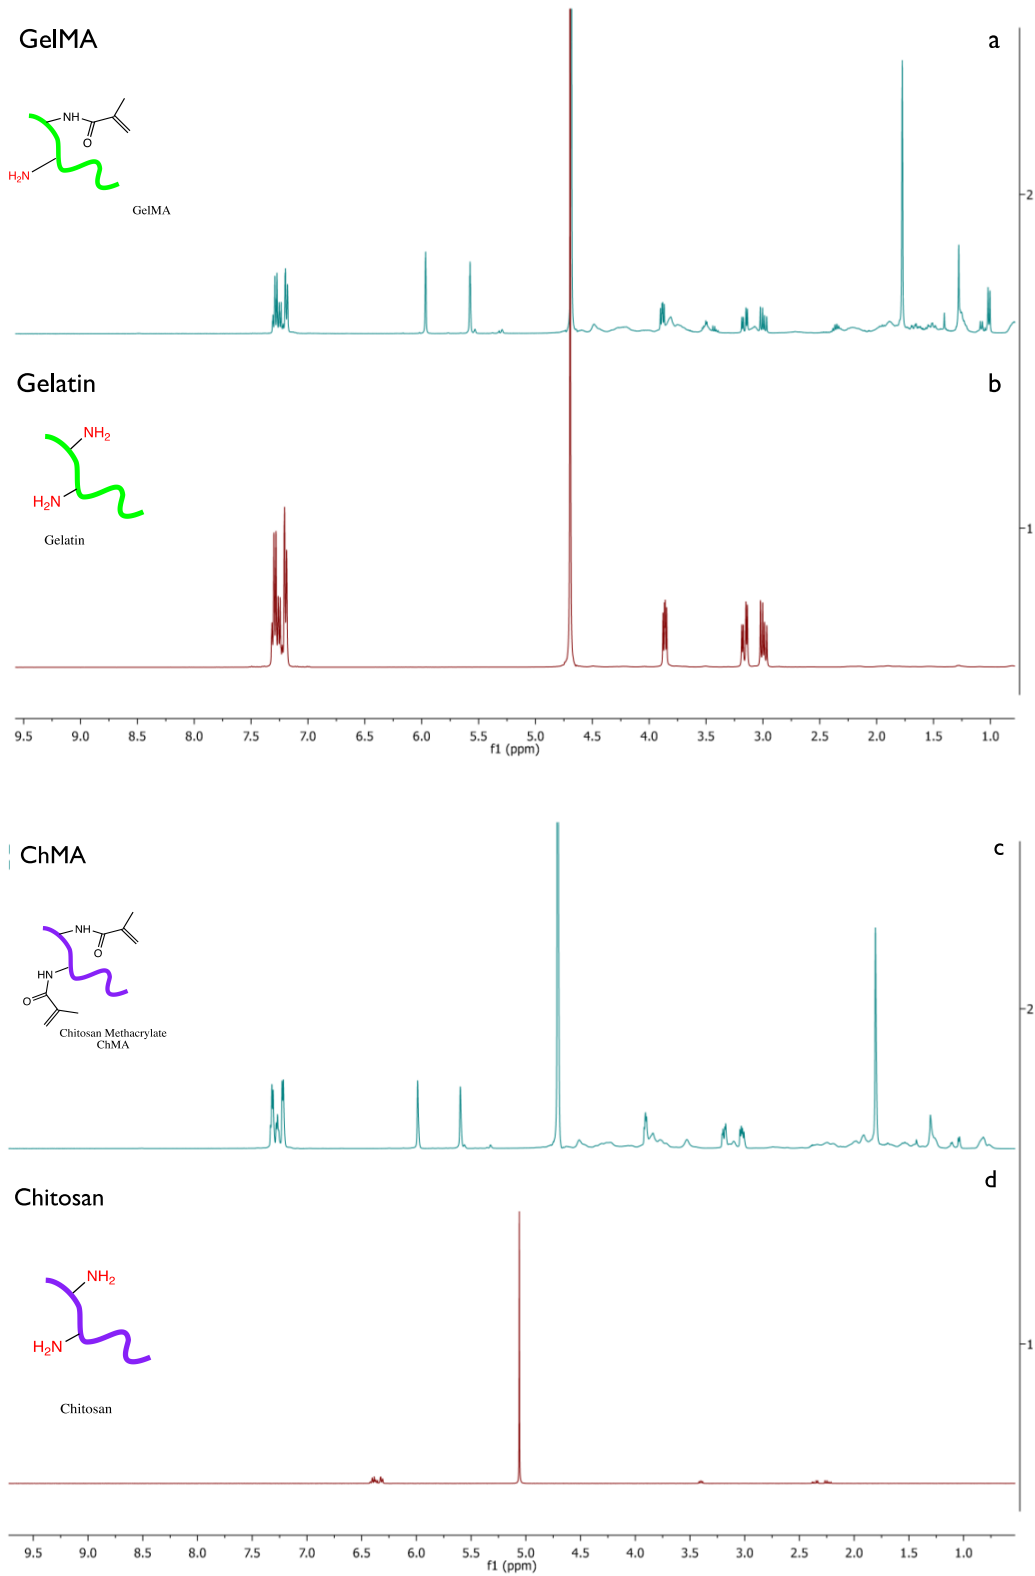 GelMA
a
NH
O
H₂N
GelMA
2
Gelatin
b
NH₂
H₂N
Gelatin
1
9.5 9.0 8.5 8.0 7.5 7.0 6.5 6.0 5.5 5.0 4.5 4.0 3.5 3.0 2.5 2.0 1.5 1.0
f1 (ppm)
ChMA
c
NH
O
HN
O
Chitosan Methacrylate
ChMA
2
d
Chitosan
NH₂
H₂N
1
Chitosan
9.5 9.0 8.5 8.0 7.5 7.0 6.5 6.0 5.5 5.0 4.5 4.0 3.5 3.0 2.5 2.0 1.5 1.0
f1 (ppm)